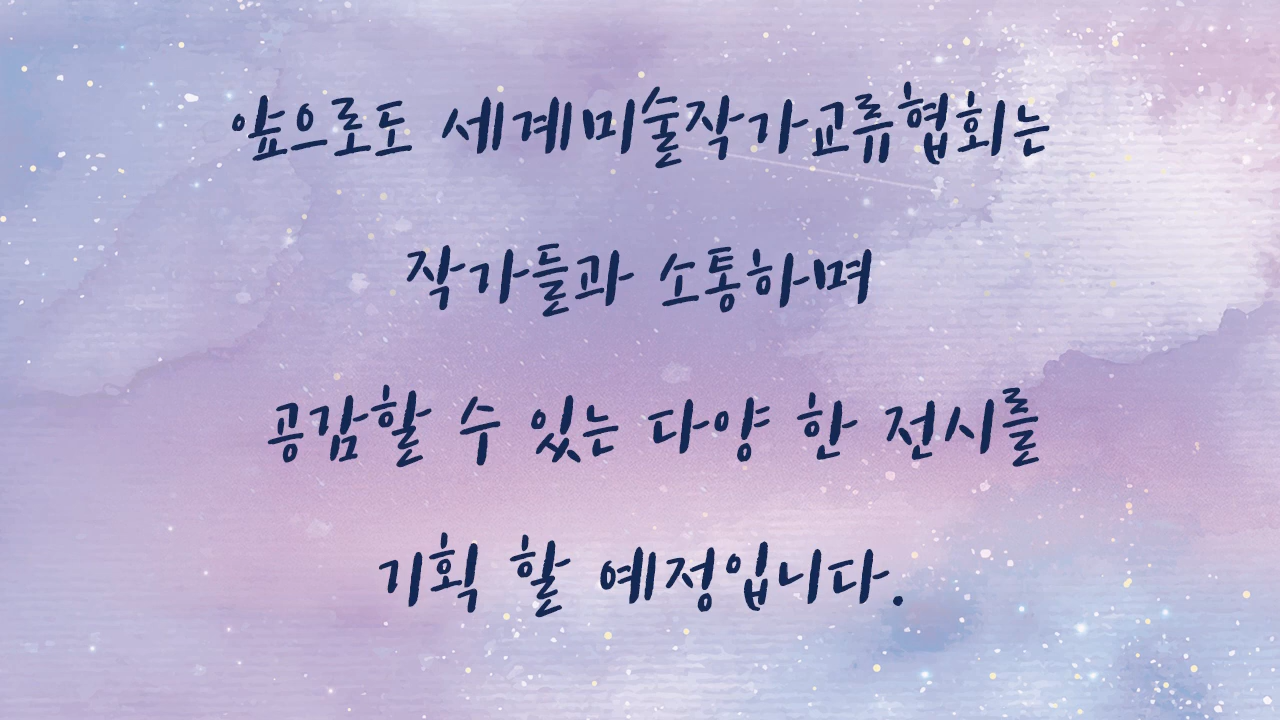 앞으로도 세계미술작가교류협회는
작가들과 소통하며
공감할 수 있는 다양 한 전시를
기획 할 예정입니다.